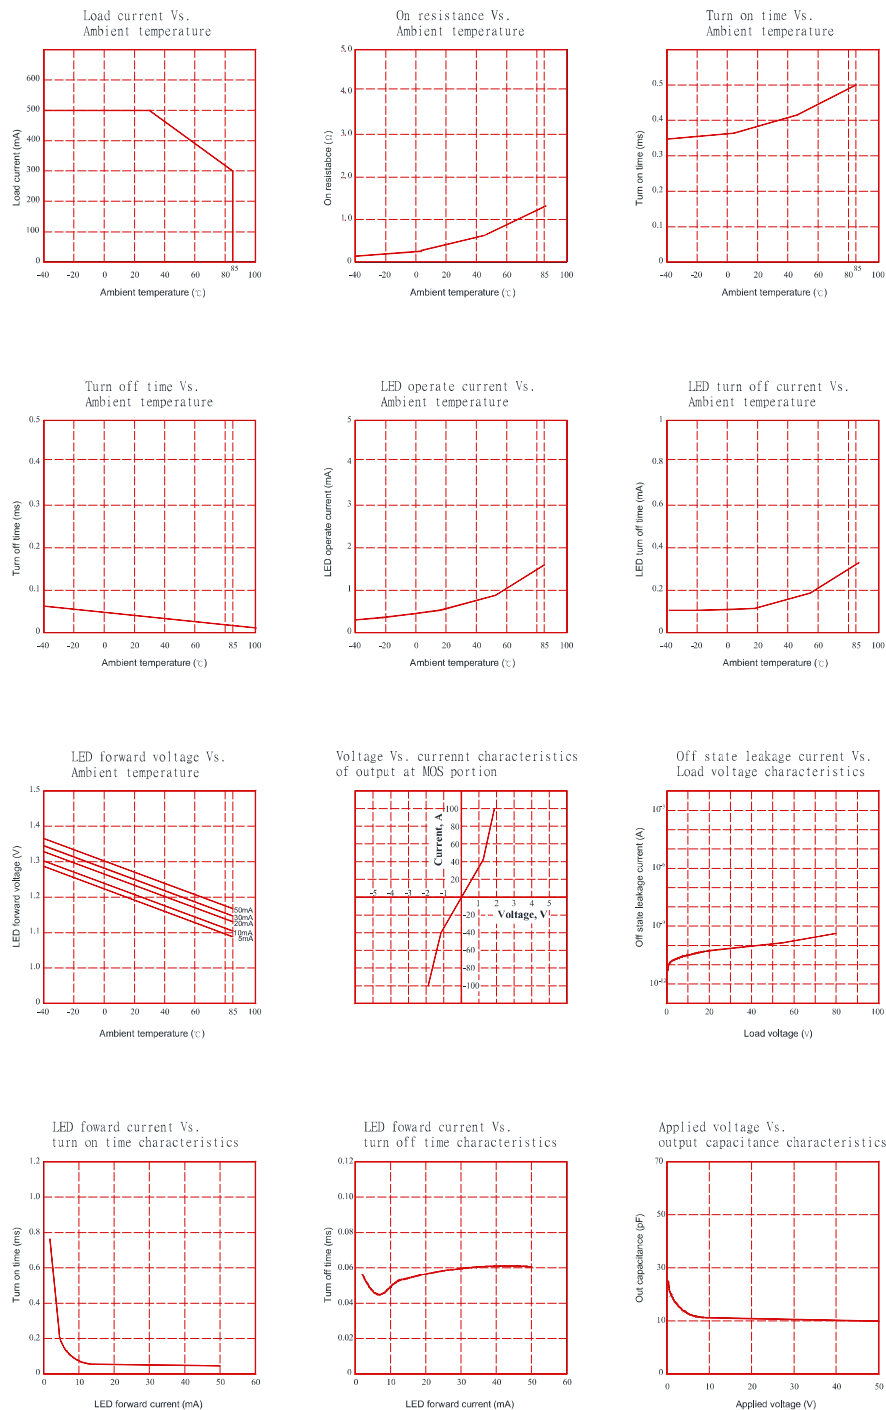 Load current Vs.
Ambient temperature
600
500
400
300
200
100
0
Load current (mA)
-40 -20 0 20 40 60 80 85 100
Ambient temperature (℃)
On resistance Vs.
Ambient temperature
5.0
4.0
3.0
2.0
1.0
0
On resistance (Ω)
-40 -20 0 20 40 60 85 100
Ambient temperature (℃)
Turn on time Vs.
Ambient temperature
0.5
0.4
0.3
0.2
0.1
0
Turn on time (ms)
-40 -20 0 20 40 60 80 85 100
Ambient temperature (℃)
Turn off time Vs.
Ambient temperature
0.5
0.4
0.3
0.2
0.1
0
Turn off time (ms)
-40 -20 0 20 40 60 85 100
Ambient temperature (℃)
LED operate current Vs.
Ambient temperature
5
4
3
2
1
0
LED operate current (mA)
-40 -20 0 20 40 60 85 100
Ambient temperature (℃)
LED turn off current Vs.
Ambient temperature
1
0.8
0.6
0.4
0.2
0
LED turn off time (mA)
-40 -20 0 20 40 60 85 100
Ambient temperature (℃)
LED forward voltage Vs.
Ambient temperature
1.5
1.4
1.3
1.2
1.1
1.0
0
LED forward voltage (V)
50mA
30mA
20mA
10mA
5mA
-40 -20 0 20 40 60 85 100
Ambient temperature (℃)
Voltage Vs. currennt characteristics
of output at MOS portion
100
80
60
40
20
Current, A
-5 -4 -3 -2 -1 1 2 3 4 5
Voltage, V
-20
-40
-60
-80
-100
Off state leakage current Vs.
Load voltage characteristics
Off state leakage current (A)
0 20 40 60 80 100
Load voltage (V)
LED foward current Vs.
turn on time characteristics
1.2
1.0
0.8
0.6
0.4
0.2
0
Turn on time (ms)
0 10 20 30 40 50 60
LED forward current (mA)
LED foward current Vs.
turn off time characteristics
0.12
0.10
0.08
0.06
0.04
0.02
0
Turn off time (ms)
0 10 20 30 40 50 60
LED forward current (mA)
Applied voltage Vs.
output capacitance characteristics
70
50
30
10
0
Out capacitance (pF)
0 10 20 30 40 50
Applied voltage (V)